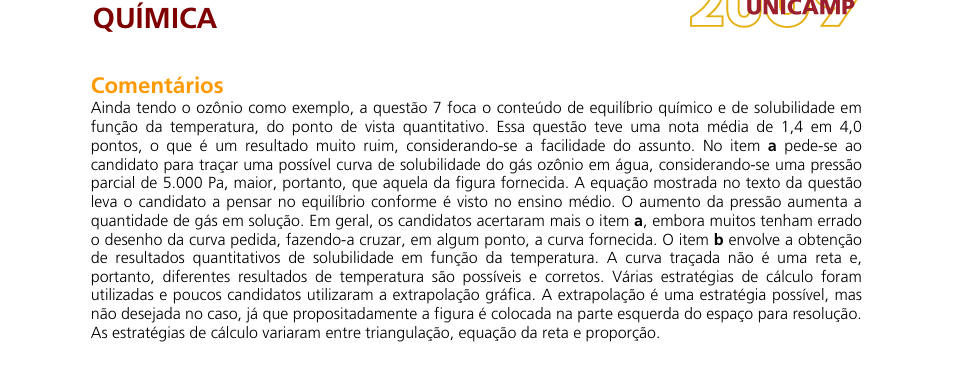 QUÍMICA
2009
UNICAMP
Comentários
Ainda tendo o ozônio como exemplo, a questão 7 foca o conteúdo de equilíbrio químico e de solubilidade em
função da temperatura, do ponto de vista quantitativo. Essa questão teve uma nota média de 1,4 em 4,0
pontos, o que é um resultado muito ruim, considerando-se a facilidade do assunto. No item a pede-se ao
candidato para traçar uma possível curva de solubilidade do gás ozônio em água, considerando-se uma pressão
parcial de 5.000 Pa, maior, portanto, que aquela da figura fornecida. A equação mostrada no texto da questão
leva o candidato a pensar no equilíbrio conforme é visto no ensino médio. O aumento da pressão aumenta a
quantidade de gás em solução. Em geral, os candidatos acertaram mais o item a, embora muitos tenham errado
o desenho da curva pedida, fazendo-a cruzar, em algum ponto, a curva fornecida. O item b envolve a obtenção
de resultados quantitativos de solubilidade em função da temperatura. A curva traçada não é uma reta e,
portanto, diferentes resultados de temperatura são possíveis e corretos. Várias estratégias de cálculo foram
utilizadas e poucos candidatos utilizaram a extrapolação gráfica. A extrapolação é uma estratégia possível, mas
não desejada no caso, já que propositadamente a figura é colocada na parte esquerda do espaço para resolução.
As estratégias de cálculo variaram entre triangulação, equação da reta e proporção.